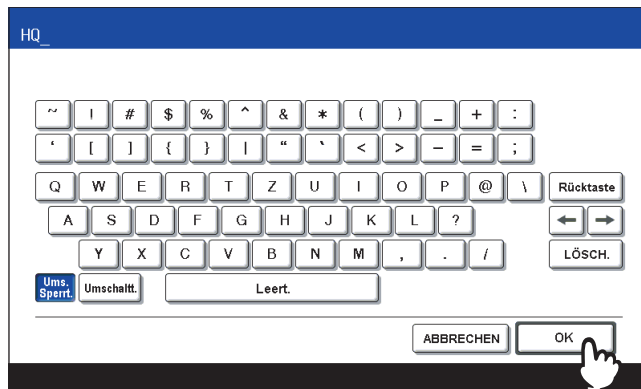 HQ_
~ ! # $ % ^ & * ( ) _ + :
‘ [ ] { } | “ ` < > − = ;
Q W E R T Z U I O P @ \ Rücktaste
A S D F G H J K L ? ← →
Y X C V B N M , . / LÖSCH.
Ums. Sperrt. Umschaltt. Leert.
ABBRECHEN OK